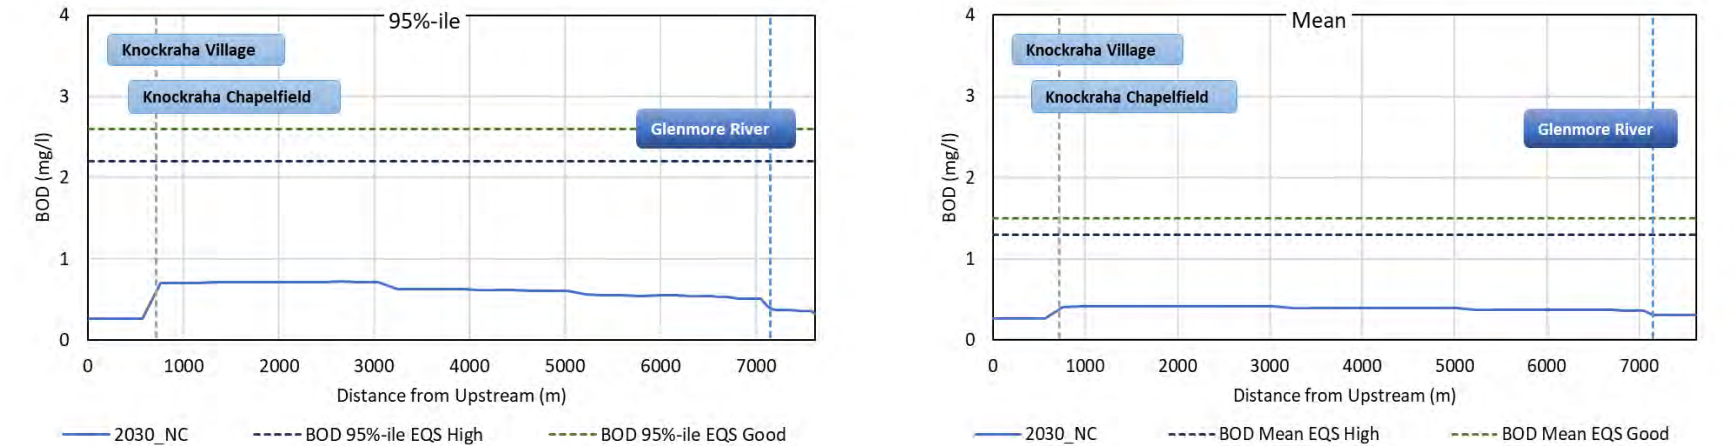 95%-ile
4
3
2
1
0
BOD (mg/l)
Knockraha Village
Knockraha Chapelfield
Glenmore River
0 1000 2000 3000 4000 5000 6000 7000
Distance from Upstream (m)
2030_NC BOD 95%-ile EQS High BOD 95%-ile EQS Good
Mean
4
3
2
1
0
BOD (mg/l)
Knockraha Village
Knockraha Chapelfield
Glenmore River
0 1000 2000 3000 4000 5000 6000 7000
Distance from Upstream (m)
2030_NC BOD Mean EQS High BOD Mean EQS Good